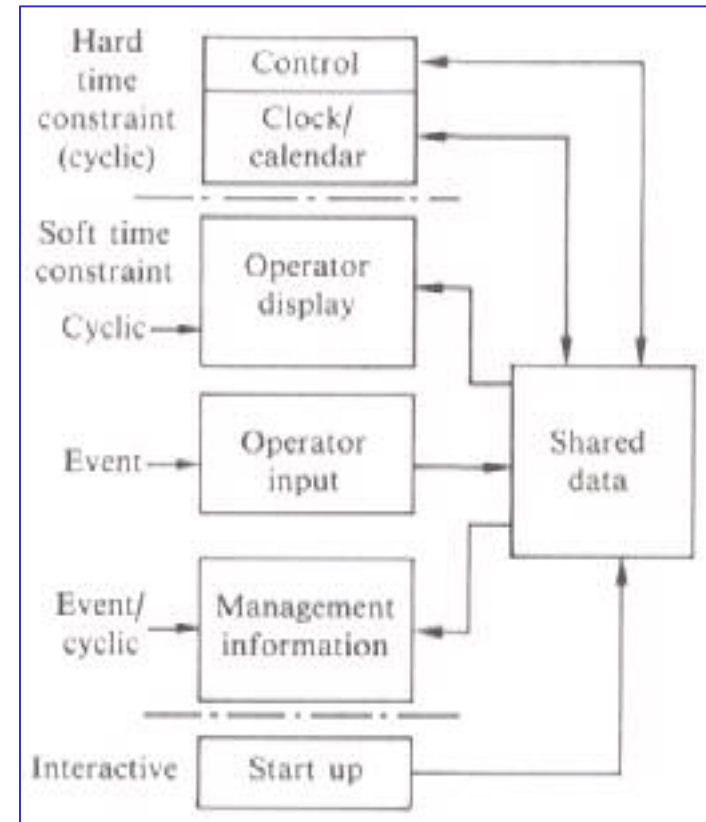 Hard
time
constraint
(cyclic)
Control
Clock/
calendar
Soft time
constraint
Cyclic
Operator
display
Event
Operator
input
Shared
data
Event/
cyclic
Management
information
Interactive
Start up